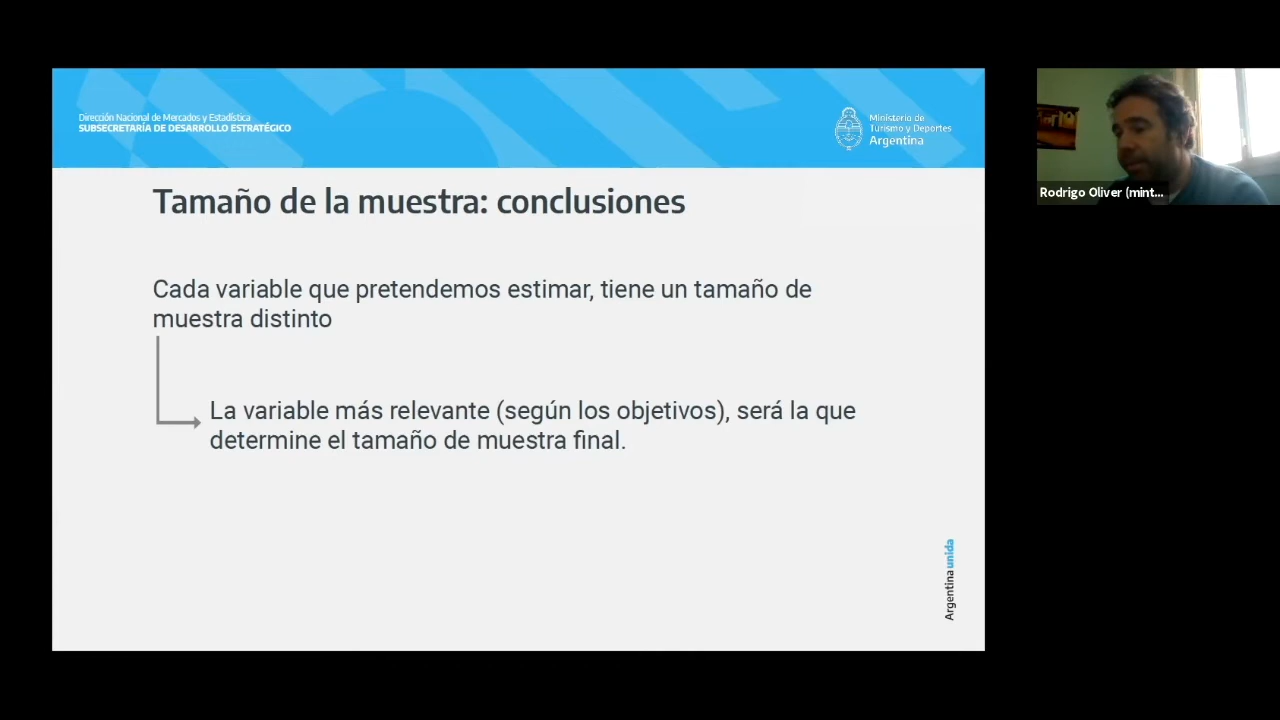 Dirección Nacional de Mercados y Estadística
SUBSECRETARÍA DE DESARROLLO ESTRATÉGICO
Ministerio de
Turismo y Deportes
Argentina
Tamaño de la muestra: conclusiones
Cada variable que pretendemos estimar, tiene un tamaño de
muestra distinto
La variable más relevante (según los objetivos), será la que
determine el tamaño de muestra final.
Argentina unida
Rodrigo Oliver (mint...